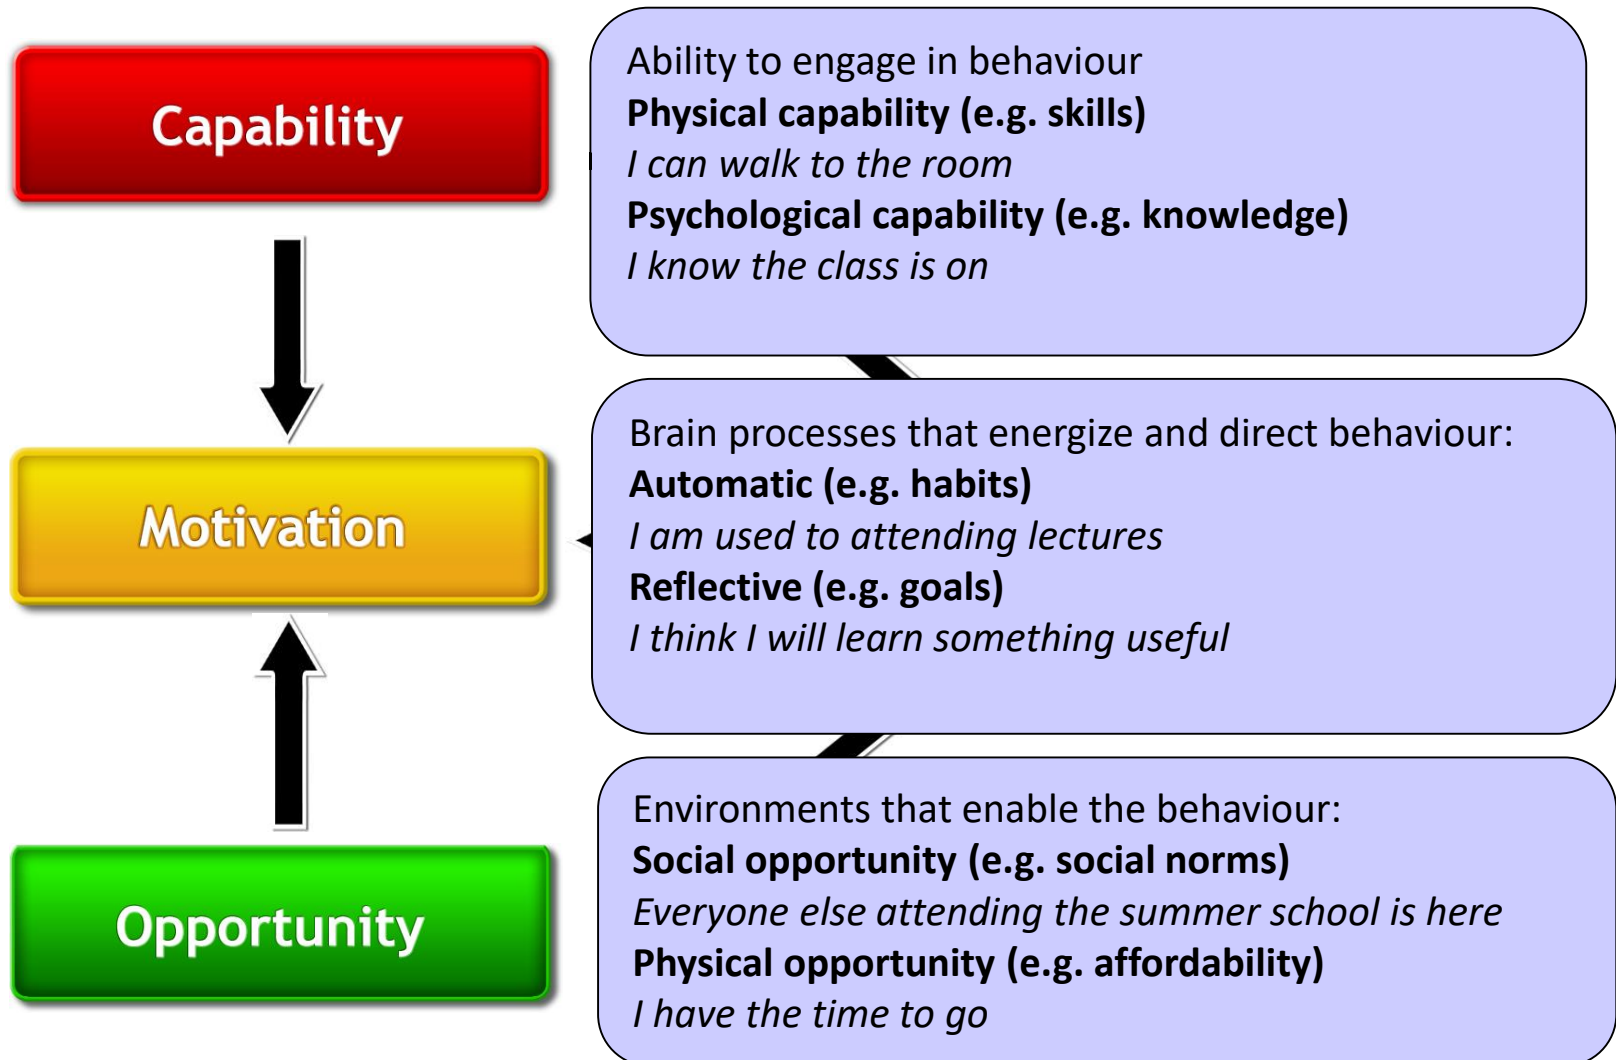 Capability
Ability to engage in behaviour
Physical capability (e.g. skills)
I can walk to the room
Psychological capability (e.g. knowledge)
I know the class is on
Motivation
Brain processes that energize and direct behaviour:
Automatic (e.g. habits)
I am used to attending lectures
Reflective (e.g. goals)
I think I will learn something useful
Opportunity
Environments that enable the behaviour:
Social opportunity (e.g. social norms)
Everyone else attending the summer school is here
Physical opportunity (e.g. affordability)
I have the time to go